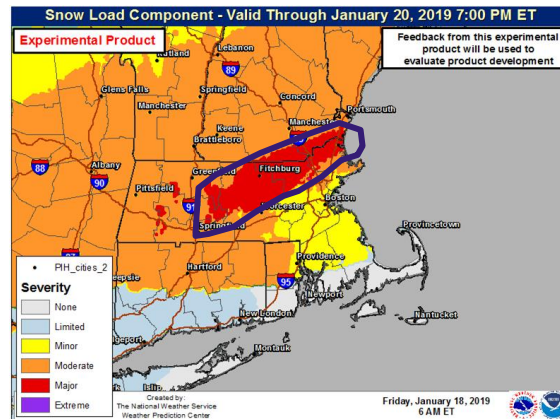 Snow Load Component - Valid Through January 20, 2019 7:00 PM ET
Experimental Product
Feedback from this experimental
product will be used to
evaluate product development
Rutland
Lebanon
89
Glens Falls
Springfield
Concord
Manchester
Portsmouth
Keene
Manchester
Brattleboro
88
Albany
90
Greenfield
Fitchburg
Pittsfield
91
Worcester
Boston
Springfield
Provincetown
Hartford
Providence
95
Newport
New London
Nantucket
Montauk
PIH_cities_2
Severity
None
Limited
Minor
Moderate
Major
Extreme
Created by:
The National Weather Service
Weather Prediction Center
Friday, January 18, 2019
6 AM ET